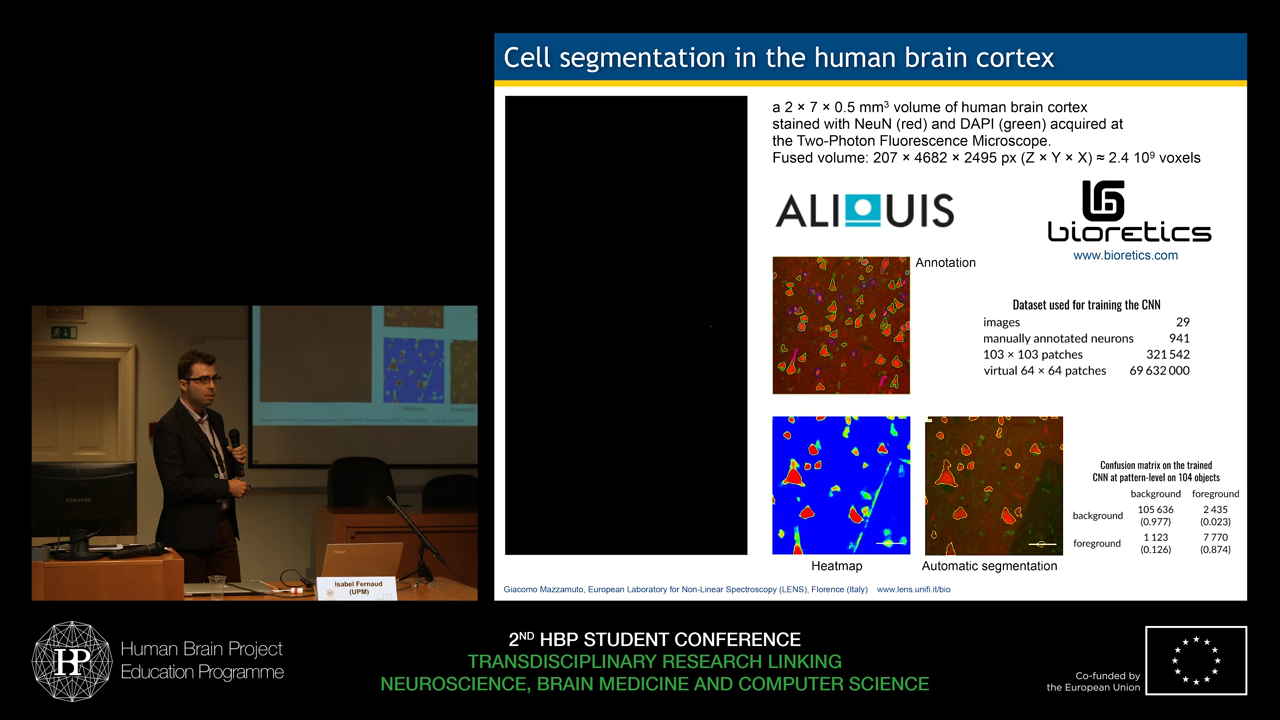 Cell segmentation in the human brain cortex
a 2 × 7 × 0.5 mm³ volume of human brain cortex
stained with NeuN (red) and DAPI (green) acquired at
the Two-Photon Fluorescence Microscope.
Fused volume: 207 × 4682 × 2495 px (Z × Y × X) ≈ 2.4 10⁹ voxels
ALIQUIS
bioretics
www.bioretics.com
Annotation
Dataset used for training the CNN
images 29
manually annotated neurons 941
103 × 103 patches 321 542
virtual 64 × 64 patches 69 632 000
Confusion matrix on the trained
CNN at pattern-level on 104 objects
background foreground
background 105 636 2 435
(0.977) (0.023)
foreground 1 123 7 770
(0.126) (0.874)
Heatmap
Automatic segmentation
Giacomo Mazzamuto, European Laboratory for Non-Linear Spectroscopy (LENS), Florence (Italy) www.lens.unifi.it/bio
SAMSUNG
Heatmap
Isabel Fernaud
(UPM)
HP
Human Brain Project
Education Programme
2ND HBP STUDENT CONFERENCE
TRANSDISCIPLINARY RESEARCH LINKING
NEUROSCIENCE, BRAIN MEDICINE AND COMPUTER SCIENCE
Co-funded by
the European Union